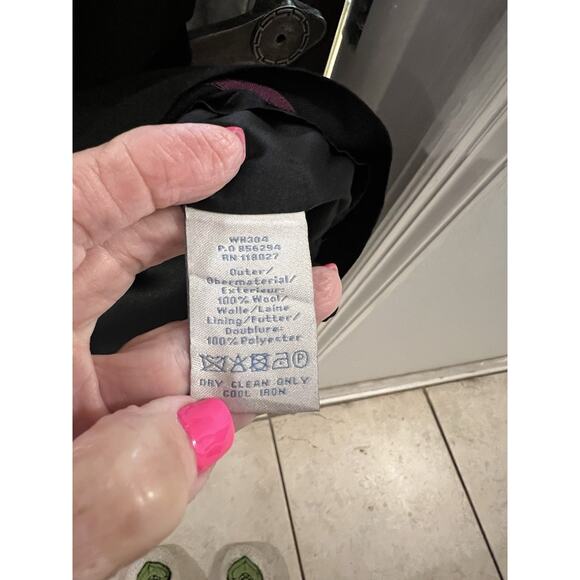 WH304
P.O 856294
RN 118027
Outer/
Obermaterial/
Exterieur:
100% Wool/
Wolle/Laine
Lining/Futter/
Doublure:
100% Polyester
DRY CLEAN ONLY
COOL IRON